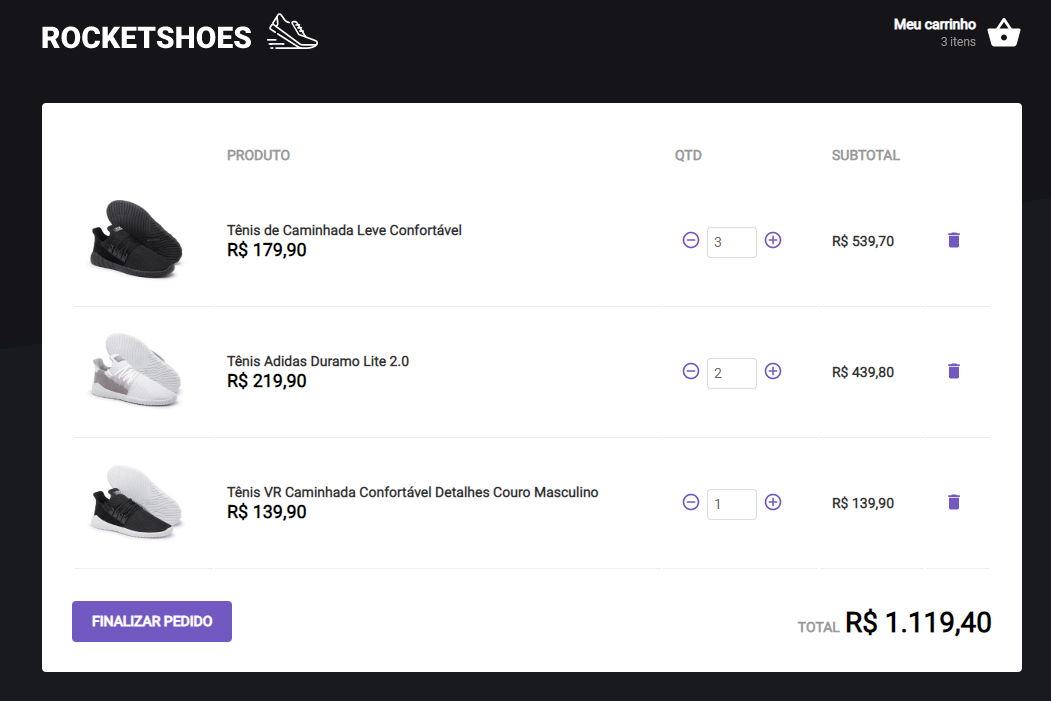 ROCKETSHOES
Meu carrinho
3 itens
PRODUTO QTD SUBTOTAL
Tênis de Caminhada Leve Confortável
R$ 179,90
3 R$ 539,70
Tênis Adidas Duramo Lite 2.0
R$ 219,90
2 R$ 439,80
Tênis VR Caminhada Confortável Detalhes Couro Masculino
R$ 139,90
1 R$ 139,90
FINALIZAR PEDIDO TOTAL R$ 1.119,40